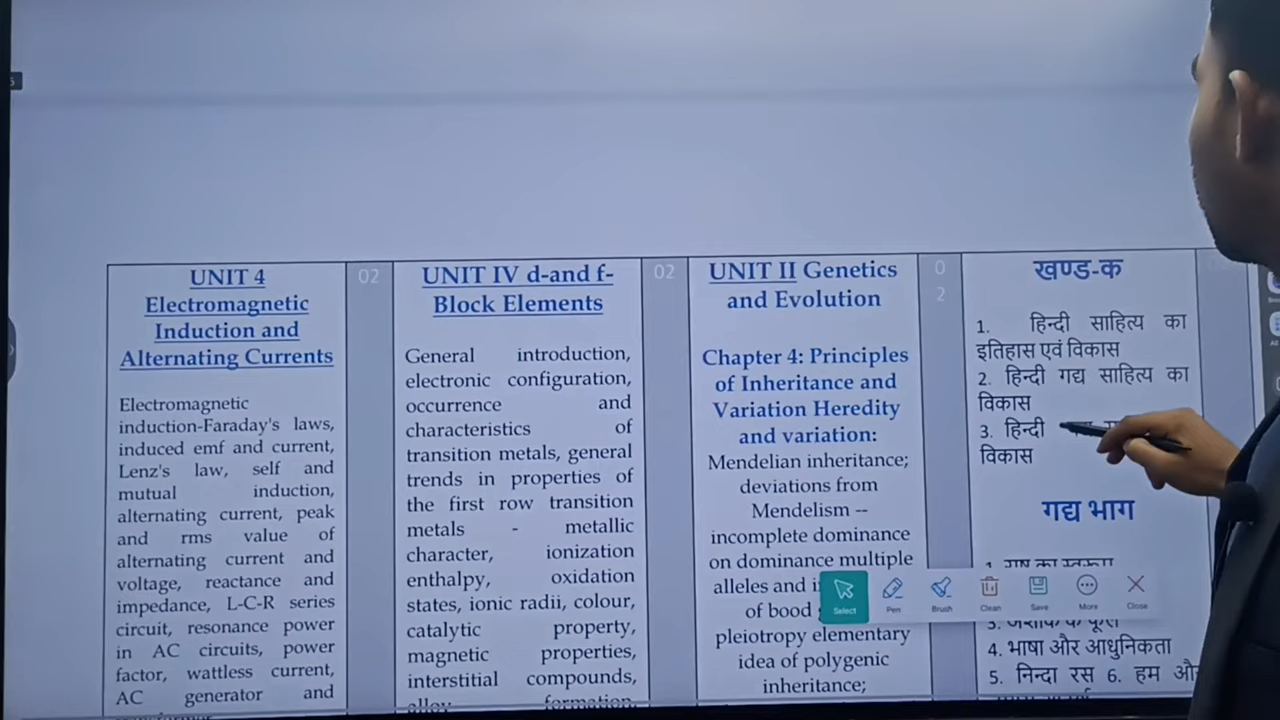 UNIT 4
Electromagnetic
Induction and
Alternating Currents
Electromagnetic
induction-Faraday's laws,
induced emf and current,
Lenz's law, self and
mutual induction,
alternating current, peak
and rms value of
alternating current and
voltage, reactance and
impedance, L-C-R series
circuit, resonance power
in AC circuits, power
factor, wattless current,
AC generator and
02
UNIT IV d-and f-
Block Elements
General introduction,
electronic configuration,
occurrence and
characteristics of
transition metals, general
trends in properties of
the first row transition
metals - metallic
character, ionization
enthalpy, oxidation
states, ionic radii, colour,
catalytic property,
magnetic properties,
interstitial compounds,
alloy formation,
02
UNIT II Genetics
and Evolution
Chapter 4: Principles
of Inheritance and
Variation Heredity
and variation:
Mendelian inheritance;
deviations from
Mendelism --
incomplete dominance
on dominance multiple
alleles and
of bood
pleiotropy elementary
idea of polygenic
inheritance;
0
2
खण्ड-क
1. हिन्दी साहित्य का
इतिहास एवं विकास
2. हिन्दी गद्य साहित्य का
विकास
3. हिन्दी
विकास
गद्य भाग
4. भाषा और आधुनिकता
5. निन्दा रस 6. हम
Select
Pen
Brush
Clean
Save
More
Close